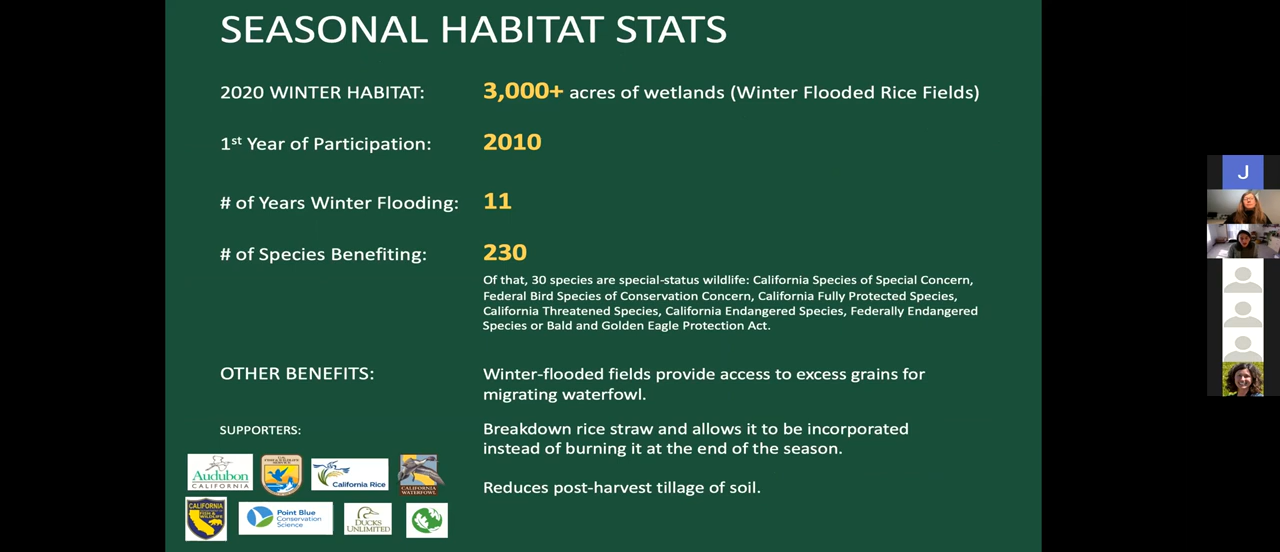 SEASONAL HABITAT STATS
2020 WINTER HABITAT: 3,000+ acres of wetlands (Winter Flooded Rice Fields)
1st Year of Participation: 2010
# of Years Winter Flooding: 11
# of Species Benefiting: 230
Of that, 30 species are special-status wildlife: California Species of Special Concern,
Federal Bird Species of Conservation Concern, California Fully Protected Species,
California Threatened Species, California Endangered Species, Federally Endangered
Species or Bald and Golden Eagle Protection Act.
OTHER BENEFITS: Winter-flooded fields provide access to excess grains for
migrating waterfowl.
Breakdown rice straw and allows it to be incorporated
instead of burning it at the end of the season.
Reduces post-harvest tillage of soil.
SUPPORTERS:
Audubon
CALIFORNIA
California Rice
CALIFORNIA
WATERFOWL
CALIFORNIA
Point Blue
Conservation
Science
DUCKS
UNLIMITED
J